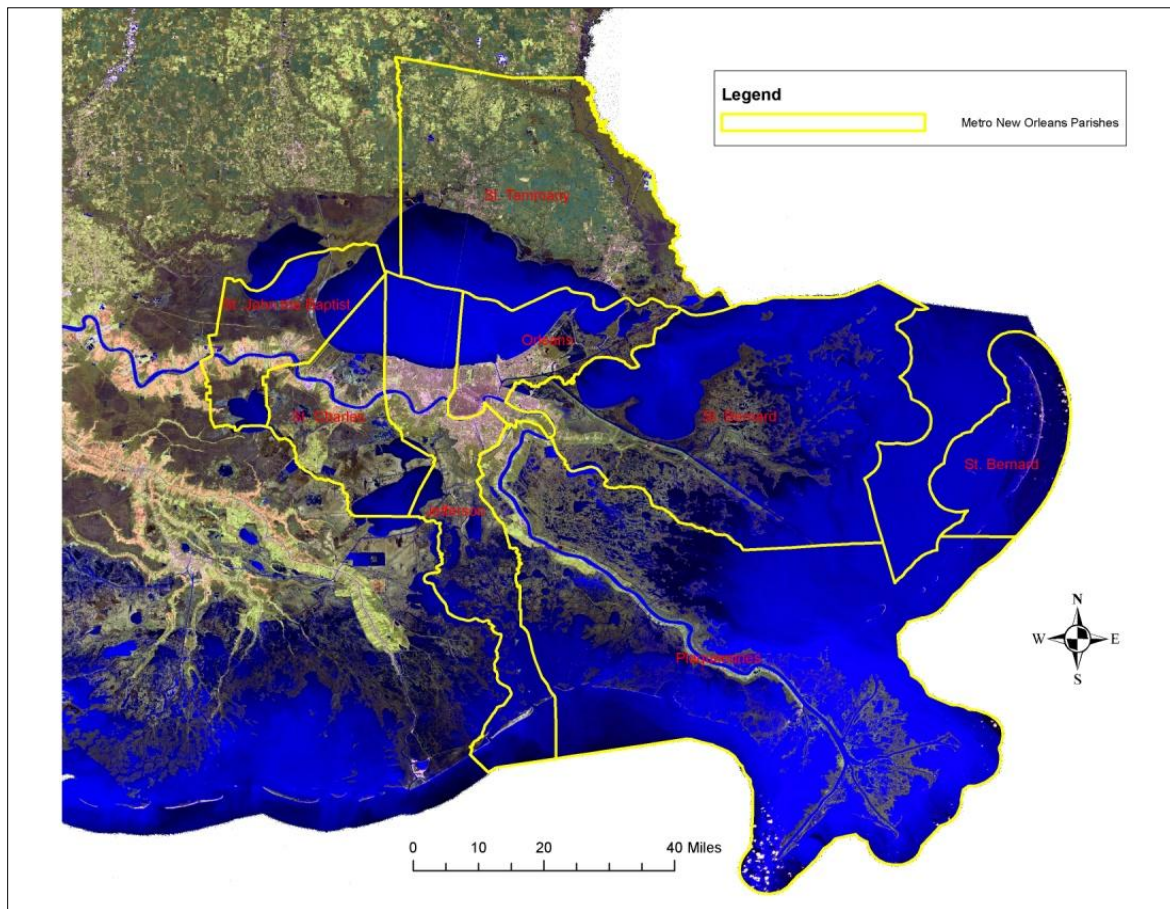 Legend
Metro New Orleans Parishes
St. Tammany
St. John the Baptist
Orleans
St. Charles
St. Bernard
St. Bernard
Jefferson
Plaquemines
N
W E
S
0 10 20 40 Miles